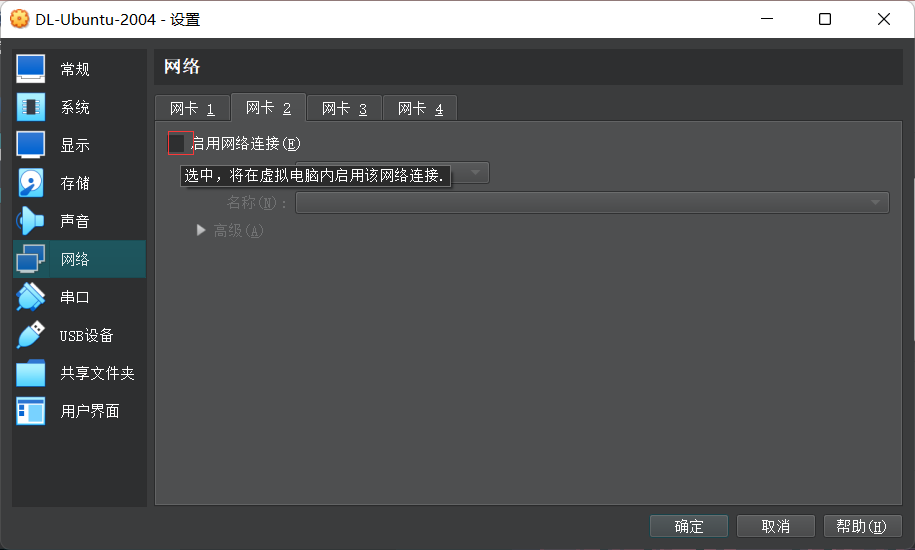 DL-Ubuntu-2004 - 设置
常规
系统
显示
存储
声音
网络
串口
USB设备
共享文件夹
用户界面
网络
网卡 1 网卡 2 网卡 3 网卡 4
启用网络连接(E)
选中，将在虚拟电脑内启用该网络连接.
名称(N)：
高级(A)
确定 取消 帮助(H)